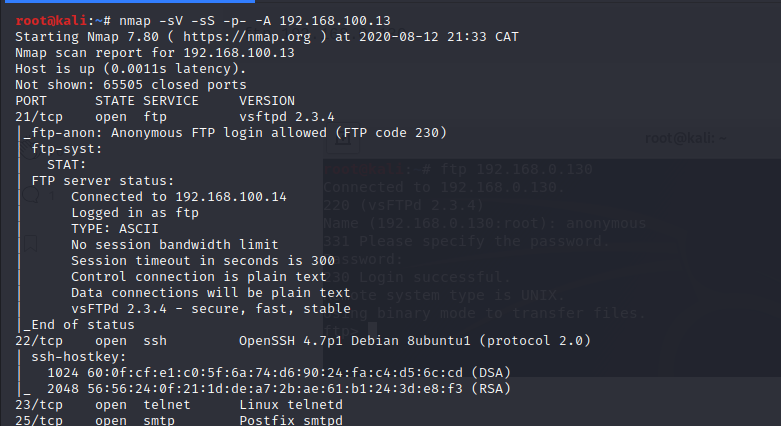 root@kali:~# nmap -sV -sS -p- -A 192.168.100.13
Starting Nmap 7.80 ( https://nmap.org ) at 2020-08-12 21:33 CAT
Nmap scan report for 192.168.100.13
Host is up (0.0011s latency).
Not shown: 65505 closed ports
PORT STATE SERVICE VERSION
21/tcp open ftp vsftpd 2.3.4
|_ftp-anon: Anonymous FTP login allowed (FTP code 230)
| ftp-syst:
| STAT:
| FTP server status:
| Connected to 192.168.100.14
| Logged in as ftp
| TYPE: ASCII
| No session bandwidth limit
| Session timeout in seconds is 300
| Control connection is plain text
| Data connections will be plain text
| vsFTPd 2.3.4 - secure, fast, stable
|_End of status
22/tcp open ssh OpenSSH 4.7p1 Debian 8ubuntu1 (protocol 2.0)
| ssh-hostkey:
| 1024 60:0f:cf:e1:c0:5f:6a:74:d6:90:24:fa:c4:d5:6c:cd (DSA)
|_ 2048 56:56:24:0f:21:1d:de:a7:2b:ae:61:b1:24:3d:e8:f3 (RSA)
23/tcp open telnet Linux telnetd
25/tcp open smtp Postfix smtpd
root@kali: ~
:~# ftp 192.168.0.130
Connected to 192.168.0.130.
220 (vsFTPd 2.3.4)
Name (192.168.0.130:root): anonymous
331 Please specify the password.
Password:
230 Login successful.
system type is UNIX.
binary mode to transfer files.
ftp>